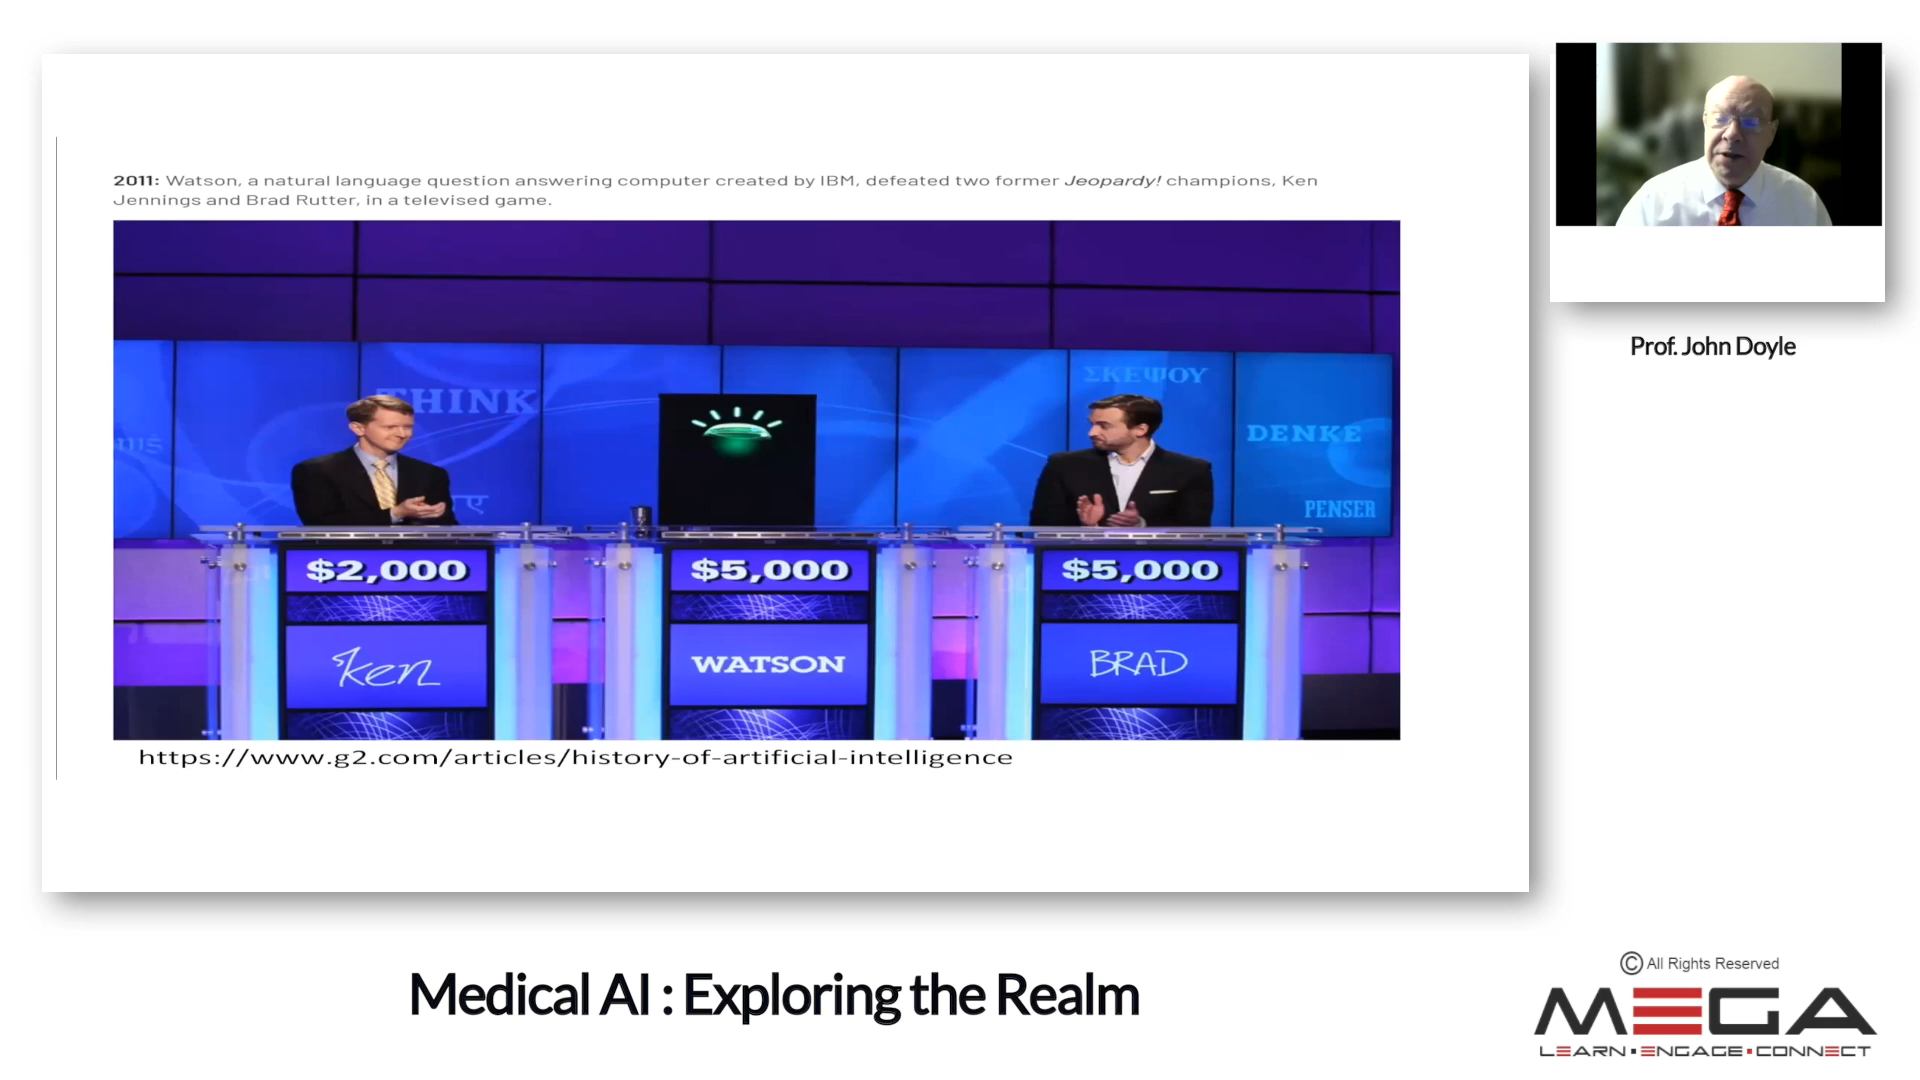 2011: Watson, a natural language question answering computer created by IBM, defeated two former Jeopardy! champions, Ken
Jennings and Brad Rutter, in a televised game.
THINK
ΣΚΕΨΟΥ
DENKE
PENSER
$2,000
$5,000
$5,000
Ken
WATSON
BRAD
https://www.g2.com/articles/history-of-artificial-intelligence
Prof. John Doyle
Medical AI : Exploring the Realm
© All Rights Reserved
MEGA
LEARN▪ENGAGE▪CONNECT